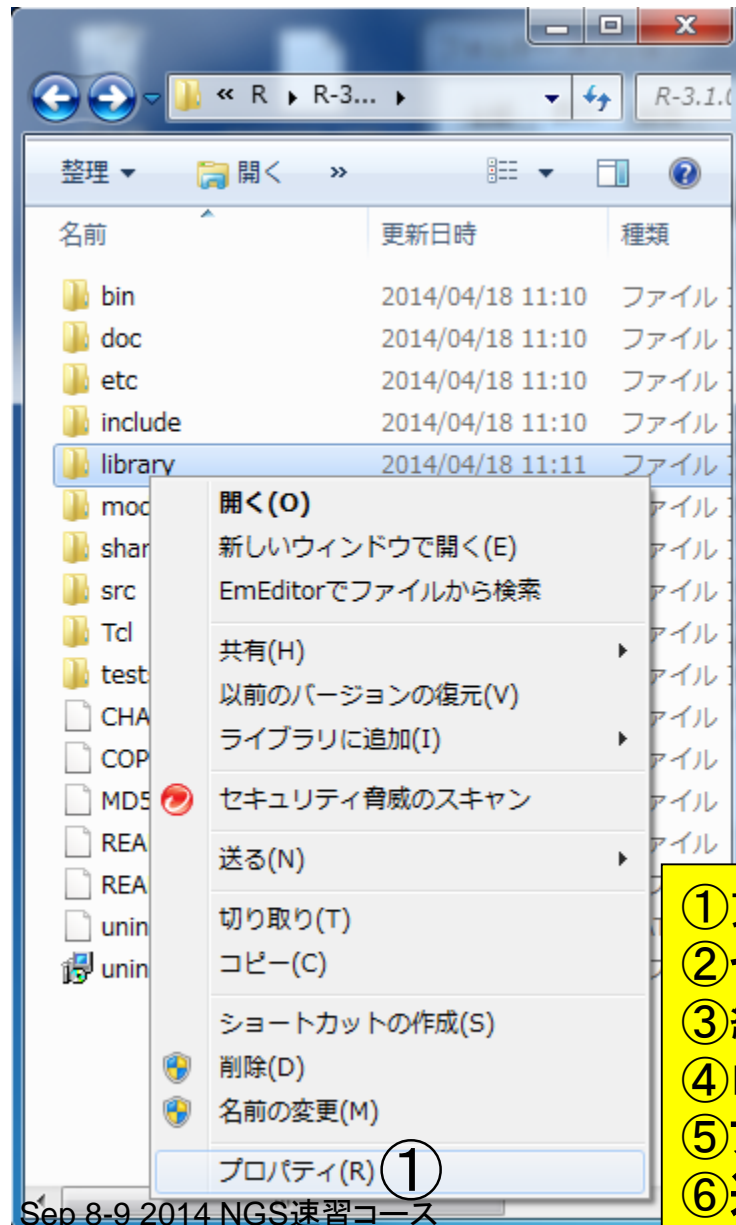 « R ▸ R-3... ▸
R-3.1.0
整理 ▼ 開く »
名前 更新日時 種類
bin 2014/04/18 11:10 ファイル
doc 2014/04/18 11:10 ファイル
etc 2014/04/18 11:10 ファイル
include 2014/04/18 11:10 ファイル
library 2014/04/18 11:11 ファイル
開く(O)
新しいウィンドウで開く(E)
EmEditorでファイルから検索
共有(H)
以前のバージョンの復元(V)
ライブラリに追加(I)
セキュリティ脅威のスキャン
送る(N)
切り取り(T)
コピー(C)
ショートカットの作成(S)
削除(D)
名前の変更(M)
プロパティ(R) ①
src
Tcl
CHA
COP
MD5
REA
REA
unin
unin
①
②
③
④
⑤
⑥
Sep 8-9 2014 NGS速習コース